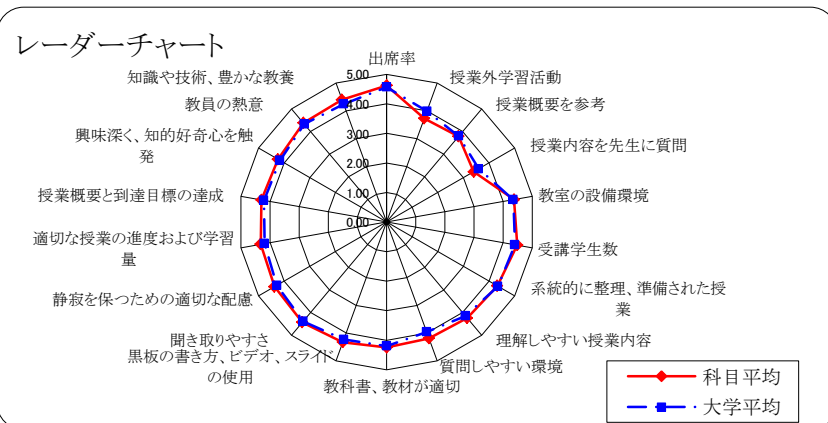 レーダーチャート
出席率
授業外学習活動
授業概要を参考
授業内容を先生に質問
教室の設備環境
受講学生数
系統的に整理、準備された授
業
理解しやすい授業内容
質問しやすい環境
教科書、教材が適切
黒板の書き方、ビデオ、スライド
の使用
聞き取りやすさ
静寂を保つための適切な配慮
適切な授業の進度および学習
量
授業概要と到達目標の達成
興味深く、知的好奇心を触
発
教員の熱意
知識や技術、豊かな教養
5.00
4.00
3.00
2.00
1.00
0.00
科目平均
大学平均